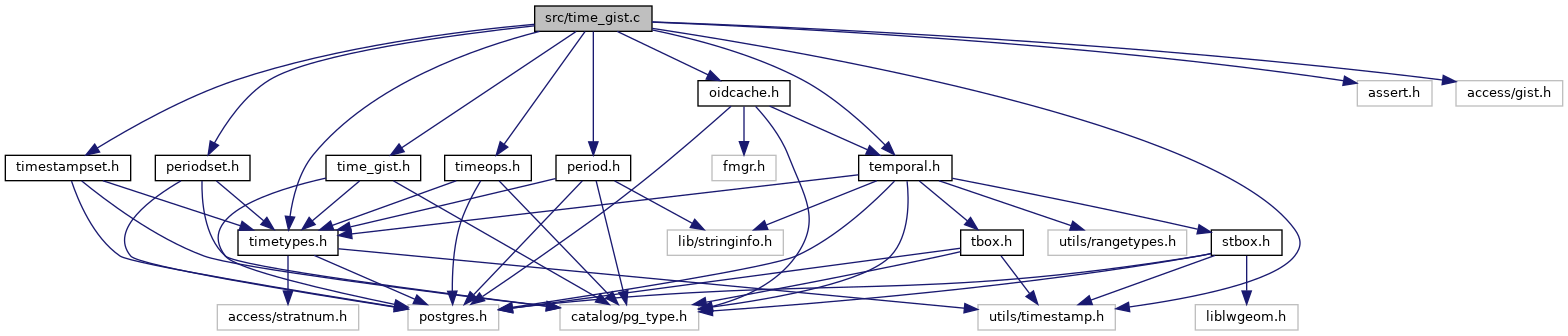 src/time_gist.c
oidcache.h
assert.h
access/gist.h
timestampset.h
periodset.h
time_gist.h
timeops.h
period.h
fmgr.h
temporal.h
timetypes.h
lib/stringinfo.h
tbox.h
utils/rangetypes.h
stbox.h
access/stratnum.h
postgres.h
catalog/pg_type.h
utils/timestamp.h
liblwgeom.h